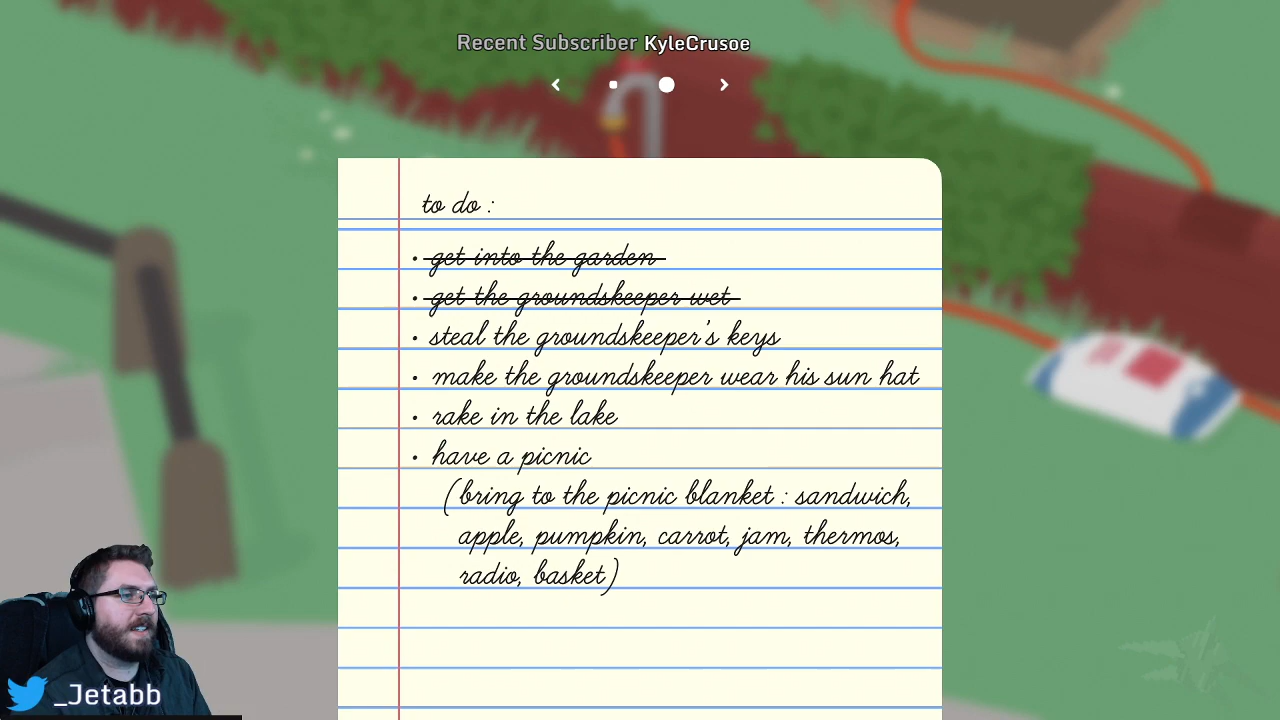 Recent Subscriber KyleCrusoe
to do :
• get into the garden
• get the groundskeeper wet
• steal the groundskeeper's keys
• make the groundskeeper wear his sun hat
• rake in the lake
• have a picnic
(bring to the picnic blanket : sandwich,
apple, pumpkin, carrot, jam, thermos,
radio, basket)
_Jetabb